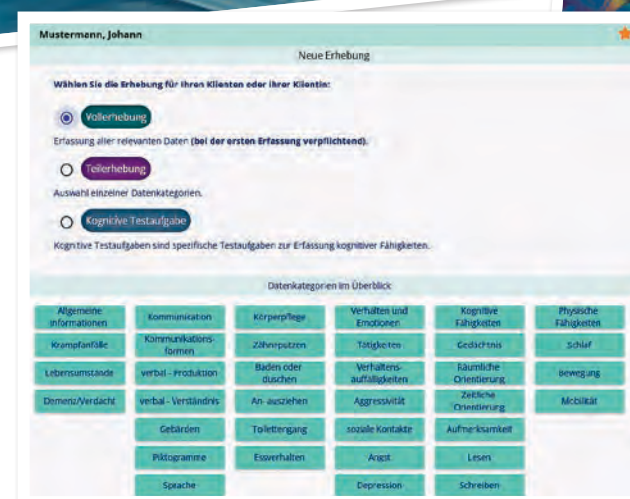 Mustermann, Johann
Neue Erhebung
Wählen Sie die Erhebung für Ihren Klienten oder Ihrer Klientin:
Vollerhebung
Erfassung aller relevanten Daten (bei der ersten Erfassung verpflichtend).
Teilerhebung
Auswahl einzelner Datenkategorien.
Kognitive Testaufgabe
Kognitive Testaufgaben sind spezifische Testaufgaben zur Erfassung kognitiver Fähigkeiten.
Datenkategorien im Überblick
Allgemeine Informationen
Kommunication
Körperpflege
Verhalten und Emotionen
Kognitive Fähigkeiten
Physische Fähigkeiten
Krampfanfälle
Kommunikations-formen
Zähneputzen
Tätigkeiten
Gedächtnis
Schlaf
Lebensumstände
verbal - Produktion
Baden oder duschen
Verhaltens-auffälligkeiten
Räumliche Orientierung
Bewegung
Demenz/Verdacht
verbal - Verständnis
An- ausziehen
Aggressivität
Zeitliche Orientierung
Mobilität
Gebärden
Toilettengang
soziale Kontakte
Aufmerksamkeit
Piktogramme
Essverhalten
Angst
Lesen
Sprache
Depression
Schreiben